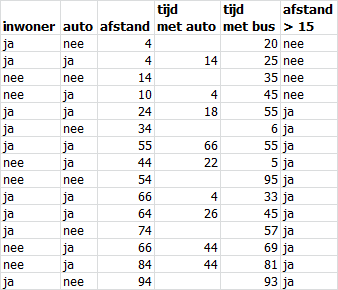 tijd tijd afstand
inwoner auto afstand met auto met bus > 15
ja nee 4 20 nee
ja ja 4 14 25 nee
nee nee 14 35 nee
nee ja 10 4 45 nee
ja ja 24 18 55 ja
ja nee 34 6 ja
ja ja 55 66 55 ja
nee ja 44 22 5 ja
nee nee 54 95 ja
ja ja 66 4 33 ja
ja ja 64 26 45 ja
ja nee 74 57 ja
nee ja 66 44 69 ja
nee ja 84 44 81 ja
ja nee 94 93 ja